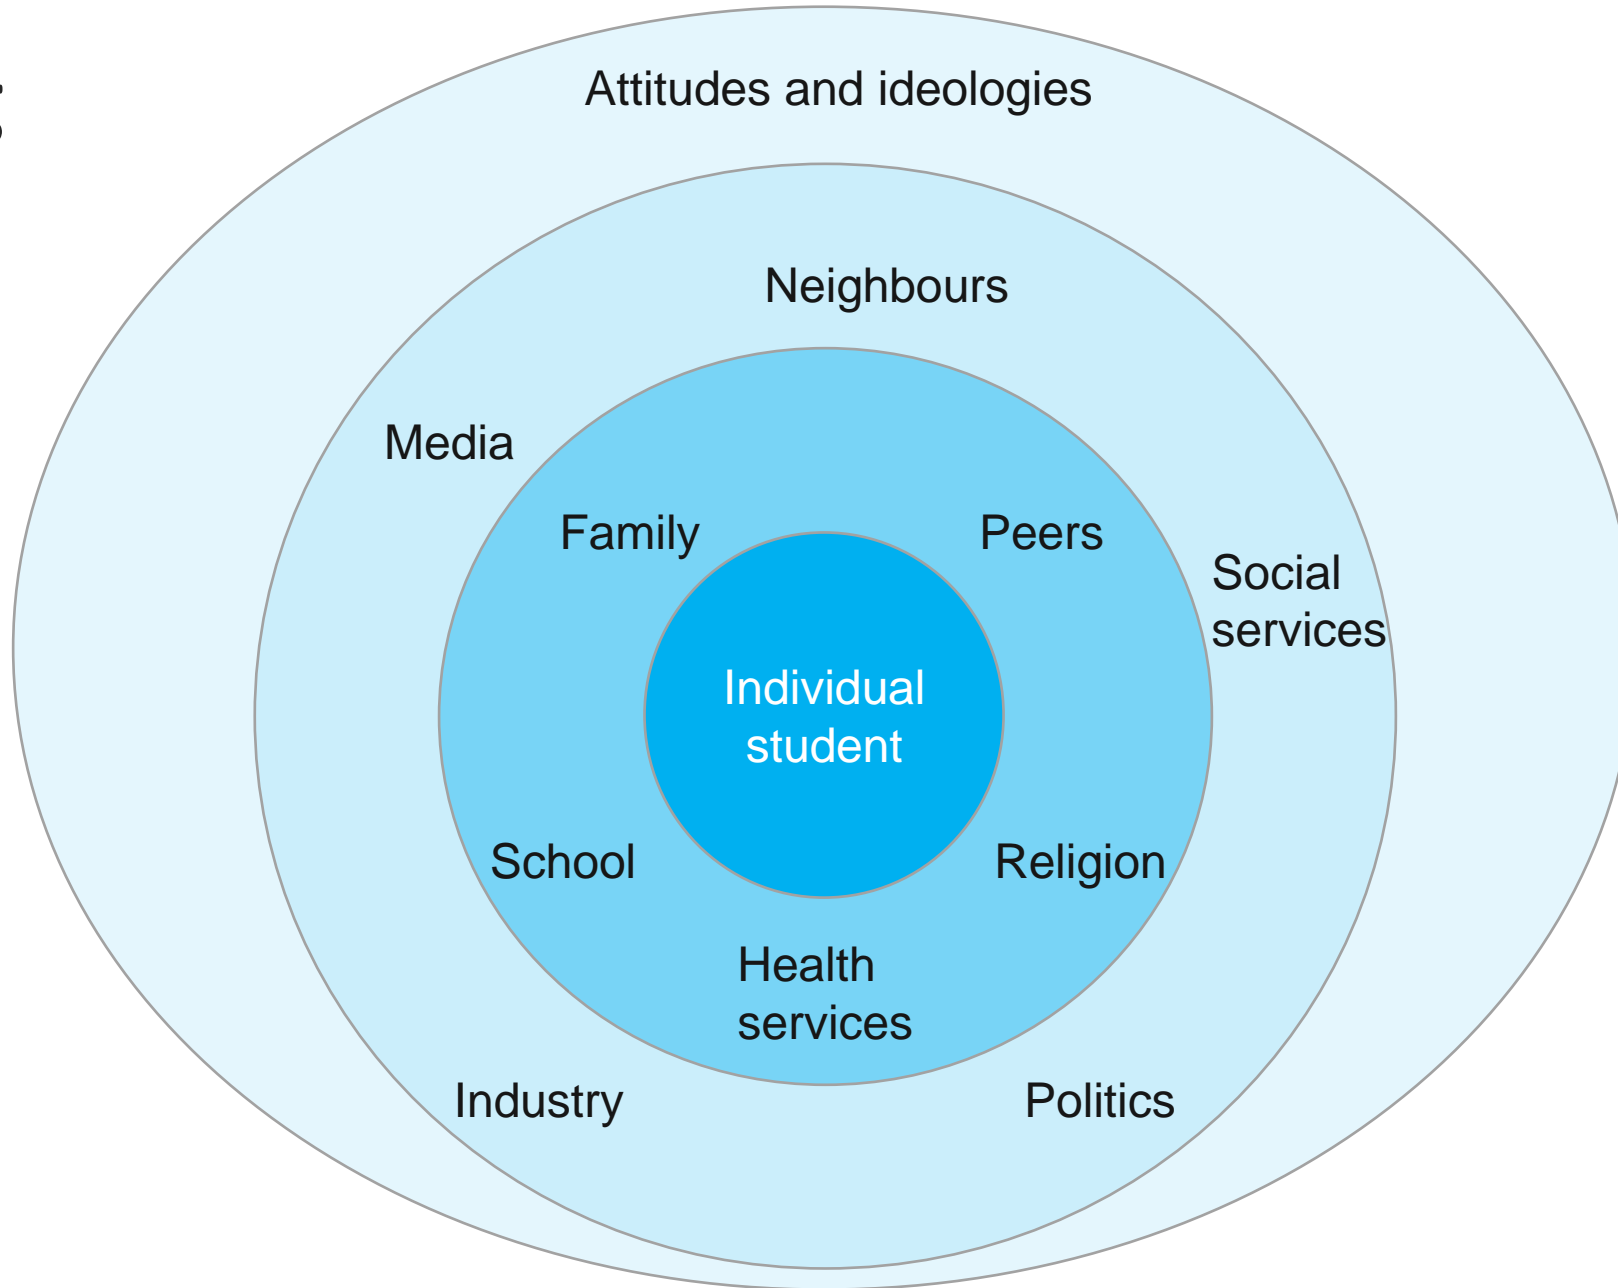 Attitudes and ideologies
Neighbours
Media
Family
Peers
Social
services
Individual
student
School
Religion
Health
services
Industry
Politics